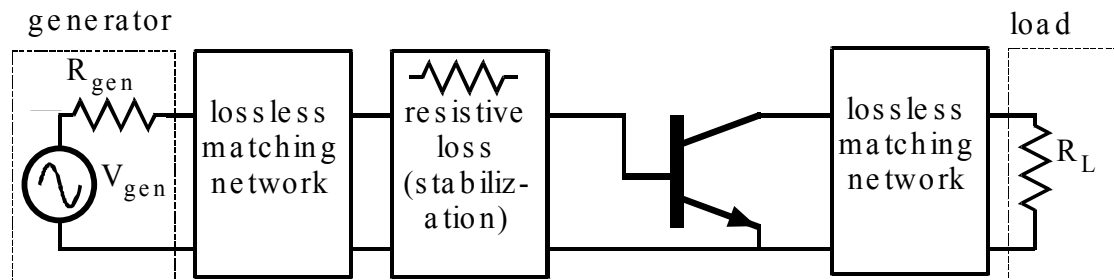 generator
load
R_gen
V_gen
lossless
matching
network
resistive
loss
(stabiliz-
ation)
lossless
matching
network
R_L